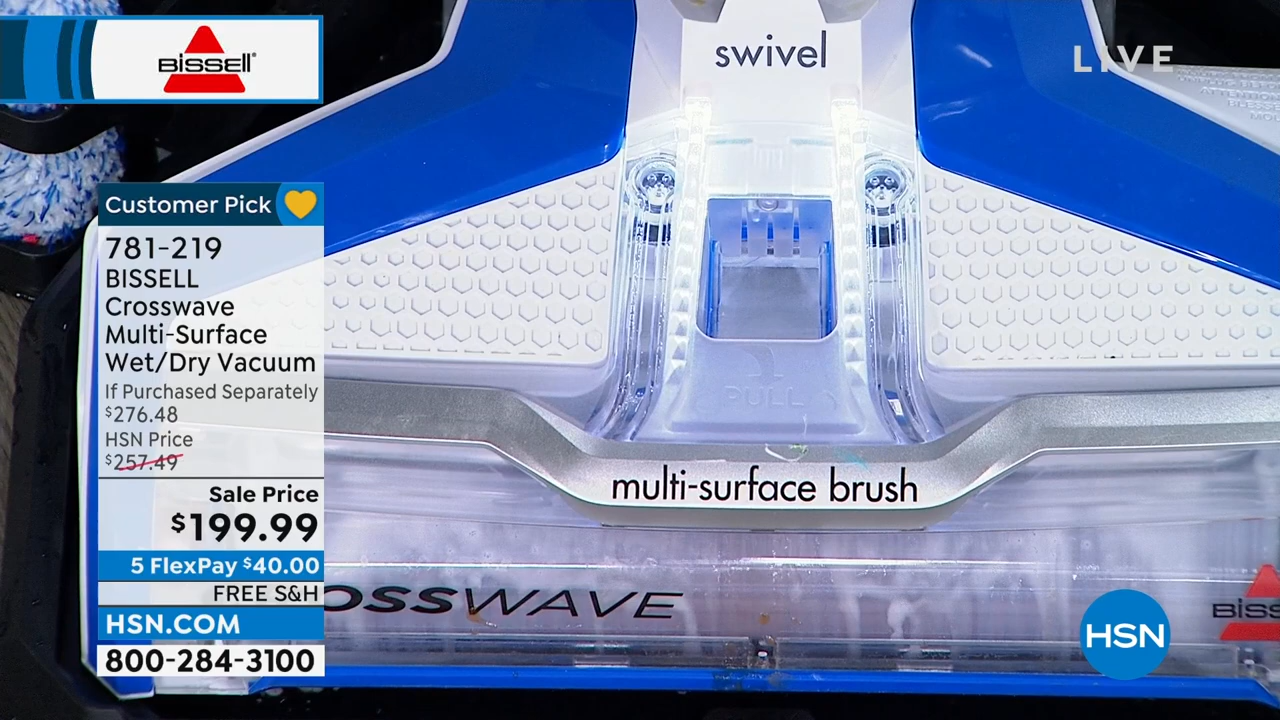 BISSELL
swivel
LIVE
Customer Pick
781-219
BISSELL
Crosswave
Multi-Surface
Wet/Dry Vacuum
If Purchased Separately
$276.48
HSN Price
$257.49
Sale Price
$199.99
5 FlexPay $40.00
FREE S&H
HSN.COM
800-284-3100
PULL
multi-surface brush
OSSWAVE
HSN
BISS